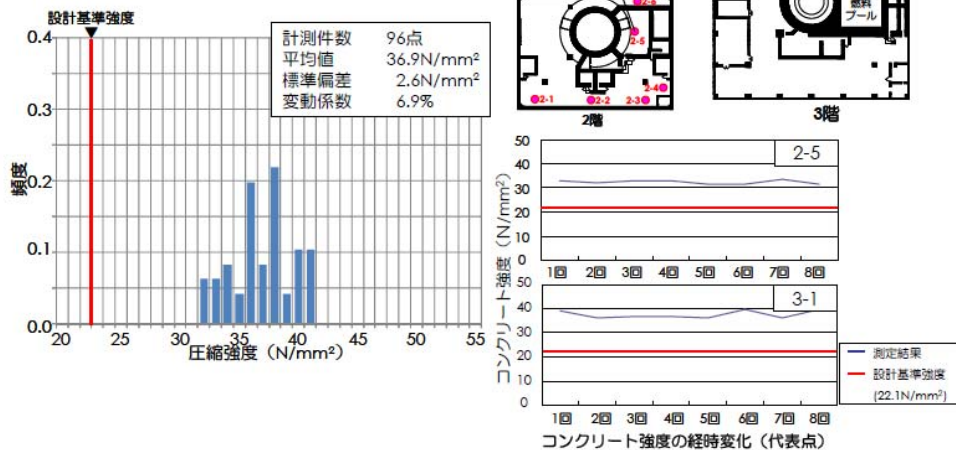 設計基準強度
0.4
0.3
0.2
0.1
0.0
頻度
20 25 30 35 40 45 50 55
圧縮強度（N/mm²）
計測件数 96点
平均値 36.9N/mm²
標準偏差 2.6N/mm²
変動係数 6.9%
2-5
2-1
2-2
2-3
2-4
2階
燃料
プール
3階
コンクリート強度（N/mm²）
2-5
50
40
30
20
10
0
1回 2回 3回 4回 5回 6回 7回 8回
3-1
50
40
30
20
10
0
1回 2回 3回 4回 5回 6回 7回 8回
測定結果
設計基準強度
(22.1N/mm²)
コンクリート強度の経時変化（代表点）